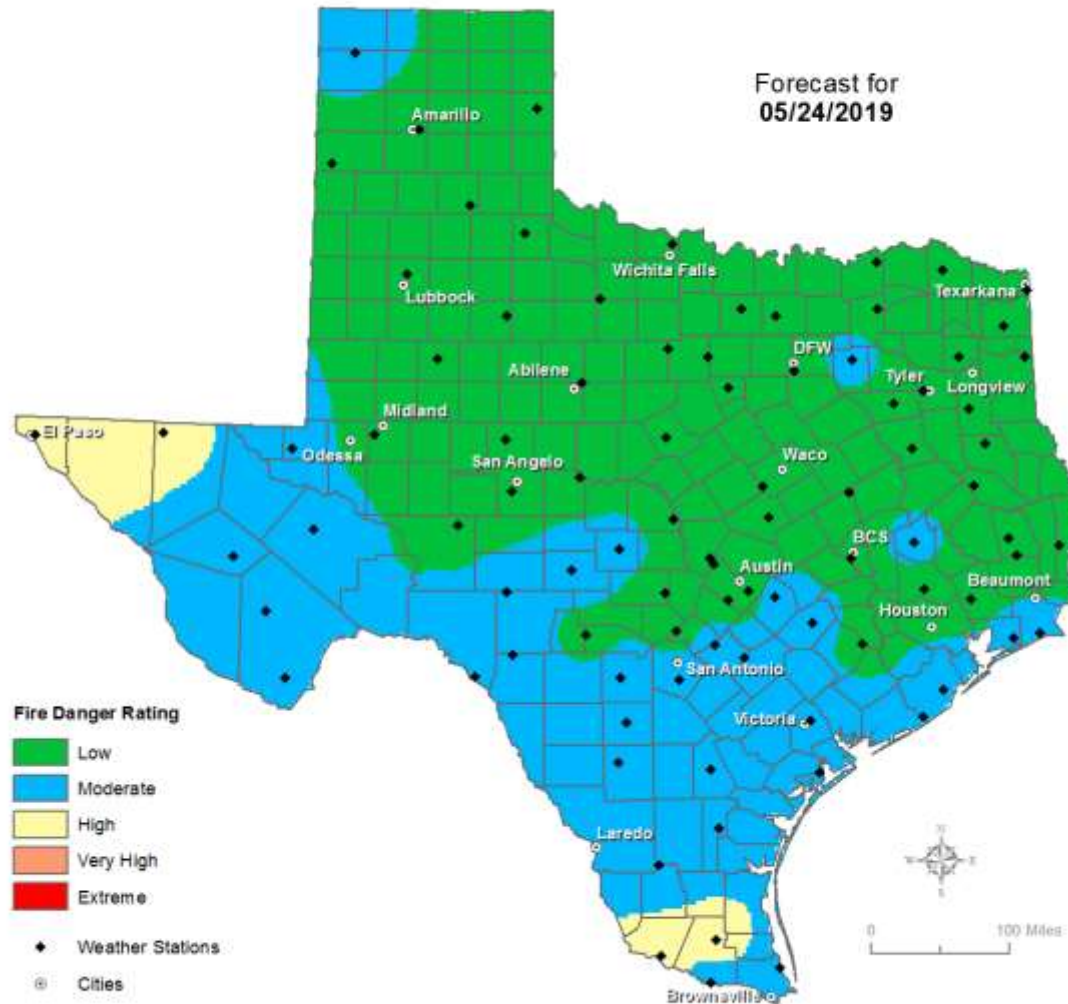 Forecast for
05/24/2019
Amarillo
Wichita Falls
Lubbock
Texarkana
DFW
Abilene
Tyler
Longview
Midland
El Paso
Odessa
San Angelo
Waco
BCS
Austin
Beaumont
Houston
San Antonio
Victoria
Laredo
Brownsville
Fire Danger Rating
Low
Moderate
High
Very High
Extreme
Weather Stations
Cities
N
W
E
S
0
100 Miles